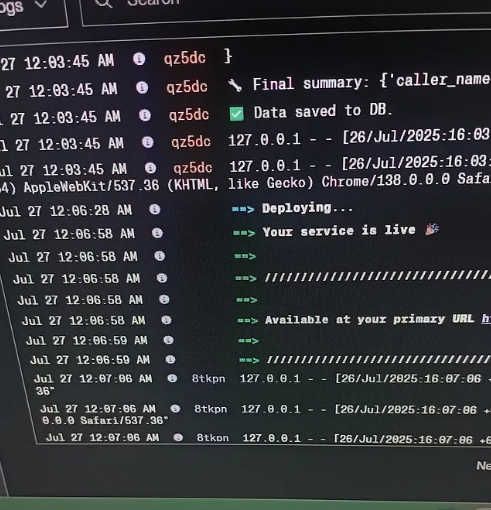 ogs Search
27 12:03:45 AM qz5dc }
27 12:03:45 AM qz5dc 🔧 Final summary: {'caller_name
27 12:03:45 AM qz5dc ✅ Data saved to DB.
27 12:03:45 AM qz5dc 127.0.0.1 - - [26/Jul/2025:16:03
ul 27 12:03:45 AM qz5dc 127.0.0.1 - - [26/Jul/2025:16:03:
64) AppleWebKit/537.36 (KHTML, like Gecko) Chrome/138.0.0.0 Safa
Jul 27 12:06:28 AM ==> Deploying...
Jul 27 12:06:58 AM ==> Your service is live 🎉
Jul 27 12:06:58 AM ==>
Jul 27 12:06:58 AM ==> ///////////////////////////////////
Jul 27 12:06:58 AM ==>
Jul 27 12:06:58 AM ==> Available at your primary URL h
Jul 27 12:06:59 AM ==>
Jul 27 12:06:59 AM ==> ///////////////////////////////////
Jul 27 12:07:06 AM 8tkpn 127.0.0.1 - - [26/Jul/2025:16:07:06
36"
Jul 27 12:07:06 AM 8tkpn 127.0.0.1 - - [26/Jul/2025:16:07:06 +
0.0.0 Safari/537.36"
Jul 27 12:07:06 AM 8tkpn 127.0.0.1 - - [26/Jul/2025:16:07:06 +0
Ne